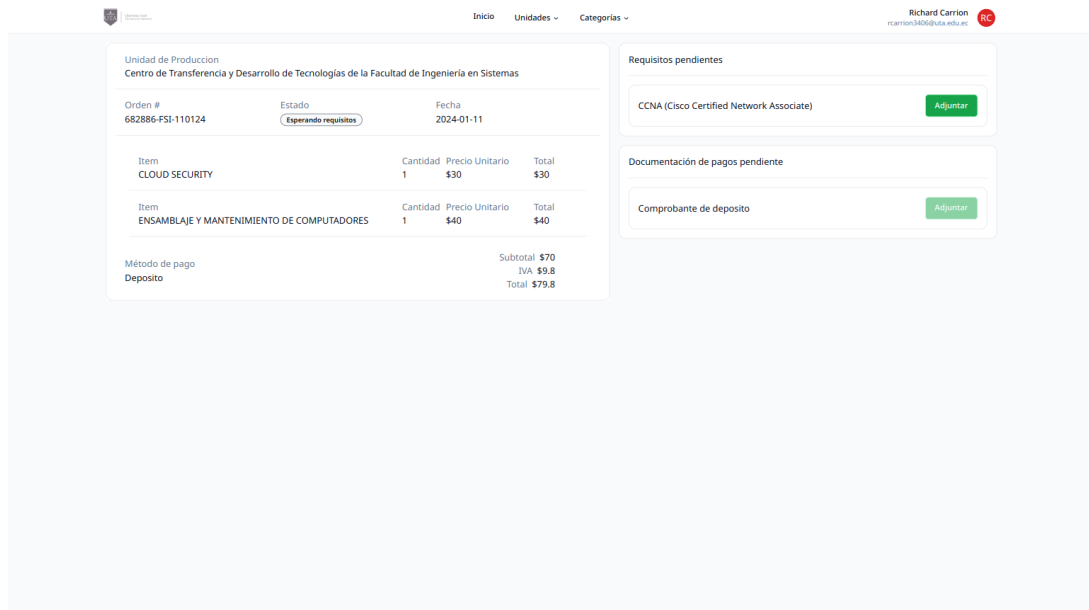 UTA
Inicio Unidades Categorías
Richard Carrion
rcarrion3406@uta.edu.ec
RC
Unidad de Produccion
Centro de Transferencia y Desarrollo de Tecnologías de la Facultad de Ingeniería en Sistemas
Orden # Estado Fecha
682886-FSI-110124 Esperando requisitos 2024-01-11
Item Cantidad Precio Unitario Total
CLOUD SECURITY 1 $30 $30
Item Cantidad Precio Unitario Total
ENSAMBLAJE Y MANTENIMIENTO DE COMPUTADORES 1 $40 $40
Método de pago
Deposito
Subtotal $70
IVA $9.8
Total $79.8
Requisitos pendientes
CCNA (Cisco Certified Network Associate) Adjuntar
Documentación de pagos pendiente
Comprobante de deposito Adjuntar